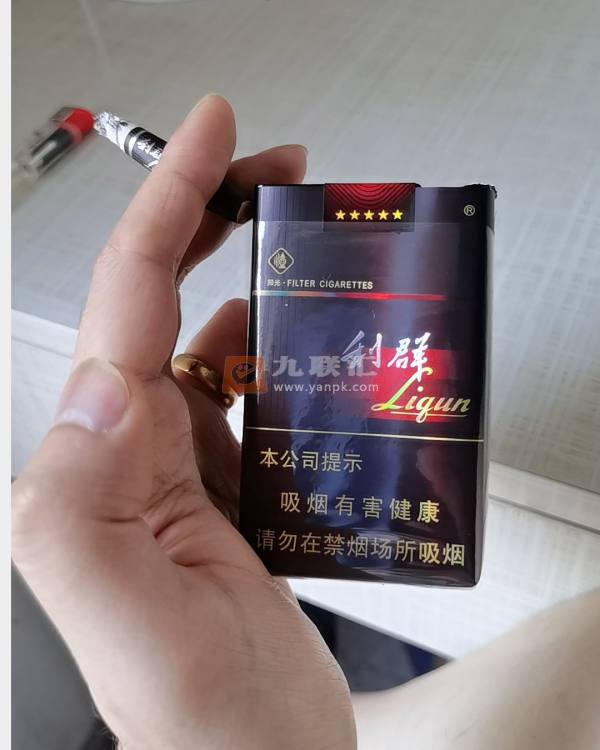 ★★★★★
®
阳光·FILTER CIGARETTES
利群
Liqun
九联汇
www.yanpk.com
本公司提示
吸烟有害健康
请勿在禁烟场所吸烟